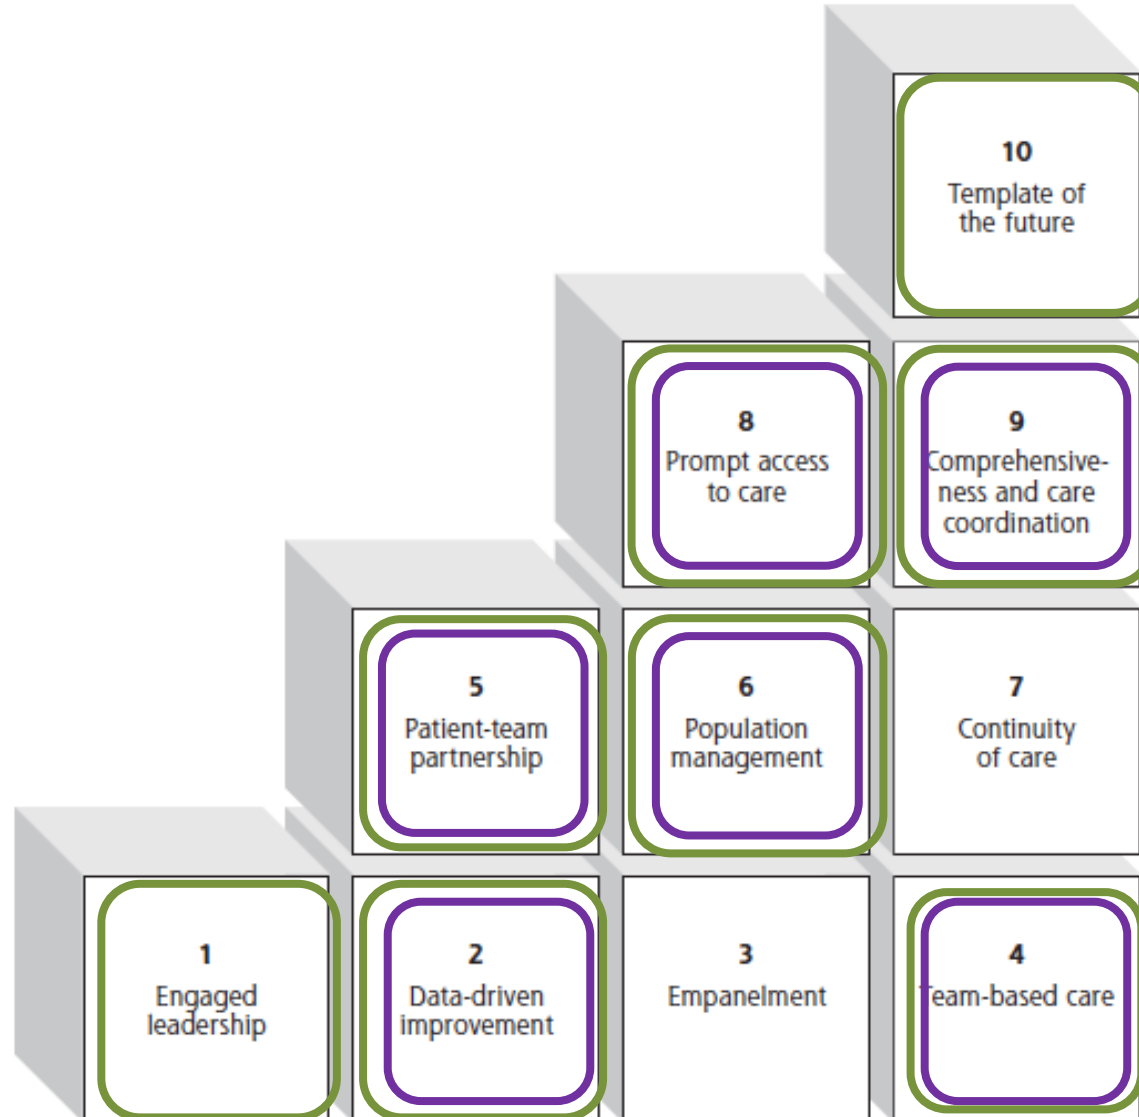 10
Template of
the future
8
Prompt access
to care
9
Comprehensive-
ness and care
coordination
5
Patient-team
partnership
6
Population
management
7
Continuity
of care
1
Engaged
leadership
2
Data-driven
improvement
3
Empanelment
4
Team-based care